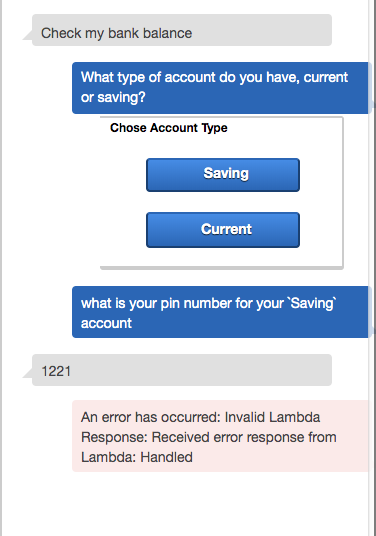 Check my bank balance
What type of account do you have, current
or saving?
Chose Account Type
Saving
Current
what is your pin number for your `Saving`
account
1221
An error has occurred: Invalid Lambda
Response: Received error response from
Lambda: Handled